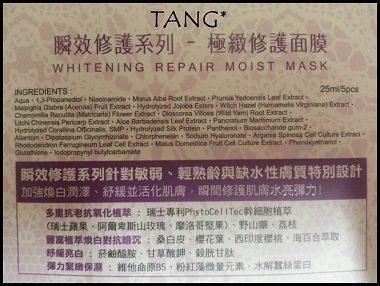 TANG*
瞬效修護系列 - 極緻修護面膜
WHITENING REPAIR MOIST MASK
INGREDIENTS :
25ml/5pcs
Aqua・1,3-Propanediol・Niacinamide・Morus Alba Root Extract・Prunus Yedoensis Leaf Extract・
Malpighia Glabra (Acerola) Fruit Extract・Hydrolyzed Jojoba Esters・Witch Hazel (Hamamelis Virginiana) Extract・
Chamomilla Recutita (Matricaria) Flower Extract・Dioscorea Villosa (Wild Yam) Root Extract・
Litchi Chinensis Pericarp Extract・Aloe Barbadensis Leaf Extract・Pancratium Maritimum Extract・
Hydrolyzed Corallina Officinalis, SMP・Hydrolyzed Silk Protein・Panthenol・Biosaccharide gum-2・
Allantoin・Dipotassium Glycyrrhizate・Chlorphenesin・Sodium Hyaluronate・Argania Spinosa Cell Culture Extract・
Rhododendron Ferrugineum Leaf Cell Culture Extract・Malus Domestica Fruit Cell Culture Extract・Phenoxyethanol・
Glutathione・Iodopropynyl butylcarbamate
瞬效修護系列針對敏弱、輕熟齡與缺水性膚質特別設計
加強煥白潤澤、紓緩並活化肌膚，瞬間修護肌膚水亮彈力!
多重抗老抗氧化植萃：瑞士專利PhytoCellTec幹細胞植萃
(瑞士蘋果，阿爾卑斯山玫瑰、摩洛哥堅果)、野山藥、荔枝
豐富植萃煥白對抗暗沉：桑白皮、櫻花葉、西印度櫻桃、海百合萃取
紓緩亮白：菸鹼醯胺、甘草酸鉀、穀胱甘肽
彈力緊緻保濕：維他命原B5，粉紅藻微量元素、水解蠶絲蛋白